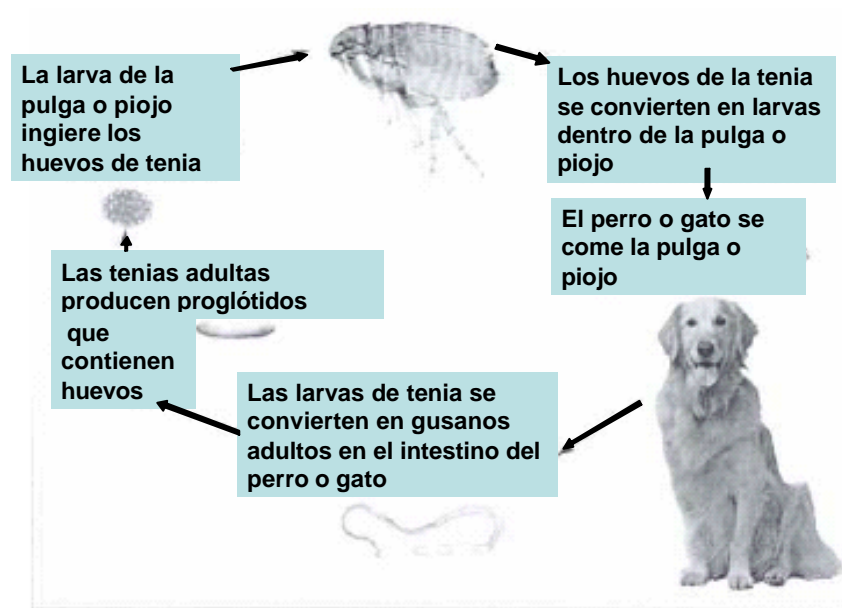 La larva de la
pulga o piojo
ingiere los
huevos de tenia
Los huevos de la tenia
se convierten en larvas
dentro de la pulga o
piojo
El perro o gato se
come la pulga o
piojo
Las larvas de tenia se
convierten en gusanos
adultos en el intestino del
perro o gato
Las tenias adultas
producen proglótidos
que
contienen
huevos